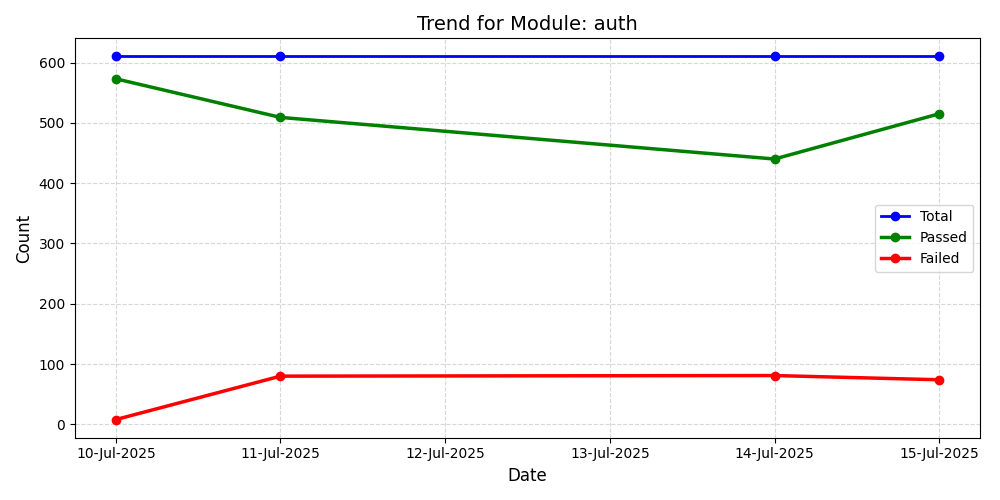 Trend for Module: auth
Count
600
500
400
300
200
100
0
Total
Passed
Failed
10-Jul-2025 11-Jul-2025 12-Jul-2025 13-Jul-2025 14-Jul-2025 15-Jul-2025
Date